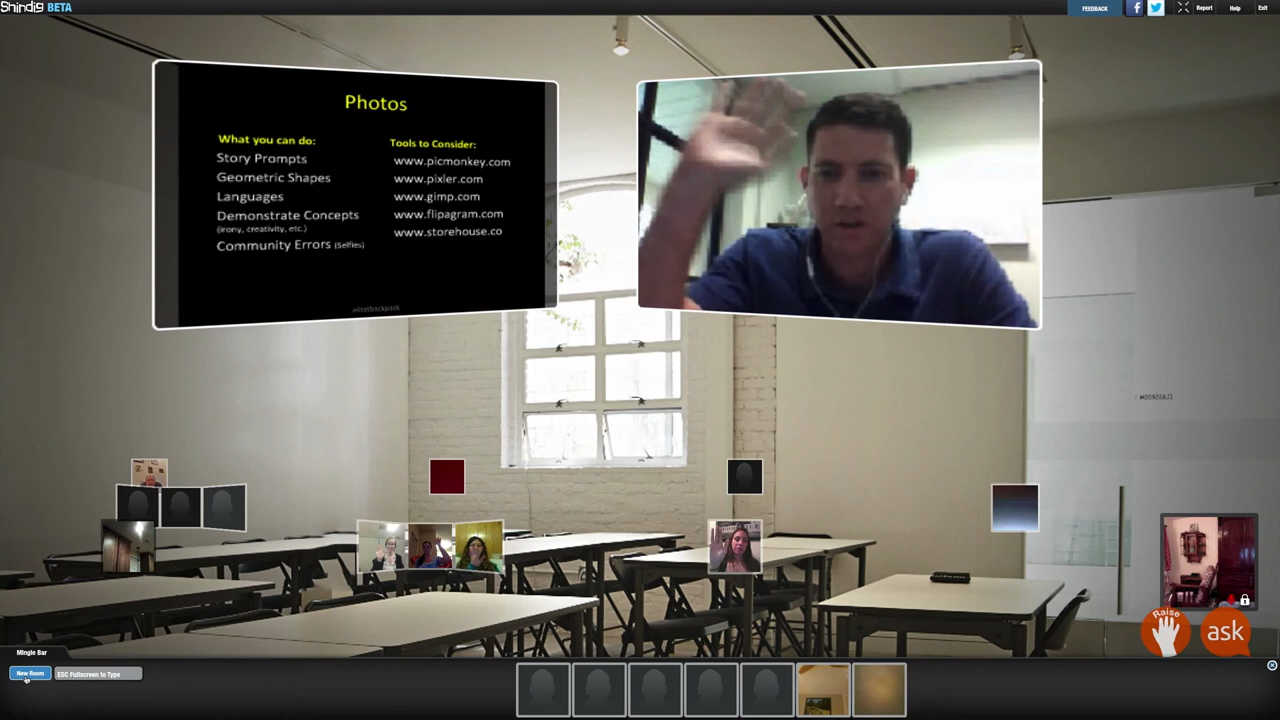 Shindig BETA
FEEDBACK
Report
Help
Exit
Photos
What you can do:
Story Prompts
Geometric Shapes
Languages
Demonstrate Concepts
(irony, creativity, etc.)
Community Errors (Selfies)
Tools to Consider:
www.picmonkey.com
www.pixler.com
www.gimp.com
www.flipagram.com
www.storehouse.co
Raise
ask
Mingle Bar
New Room
ESC Fullscreen to Type